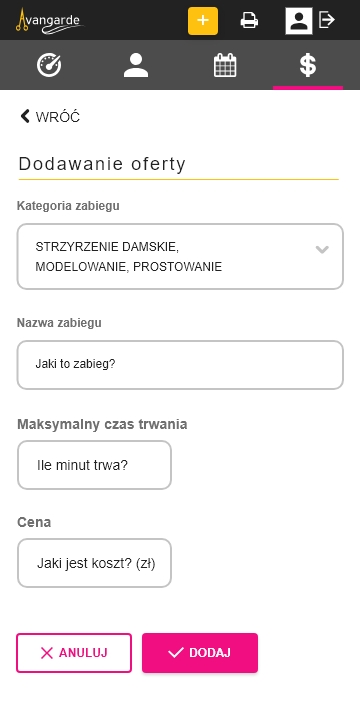 Avangarde
WRÓĆ
Dodawanie oferty
Kategoria zabiegu
STRZYRZENIE DAMSKIE,
MODELOWANIE, PROSTOWANIE
Nazwa zabiegu
Jaki to zabieg?
Maksymalny czas trwania
Ile minut trwa?
Cena
Jaki jest koszt? (zł)
ANULUJ
DODAJ